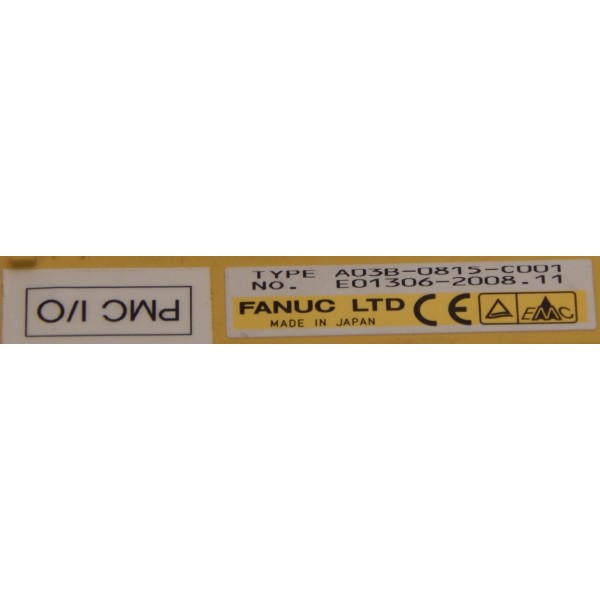 PMC I/O
TYPE A03B-0815-C001
NO. E01306-2008.11
FANUC LTD CE EMC
MADE IN JAPAN